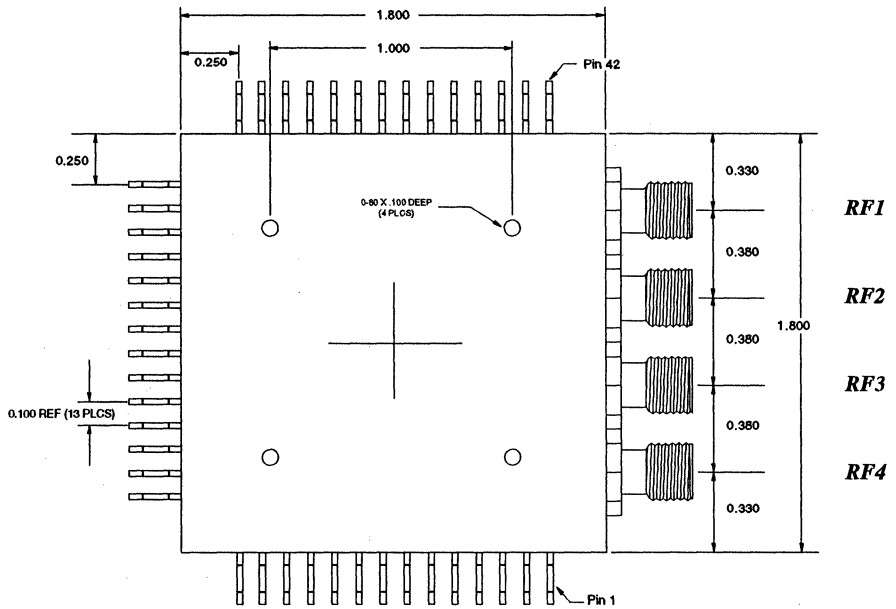 1.800
1.000
0.250
Pin 42
0.250
0.330
0-80 X .100 DEEP
(4 PLCS)
RF1
0.380
RF2
1.800
0.380
RF3
0.100 REF (13 PLCS)
0.380
RF4
0.330
Pin 1